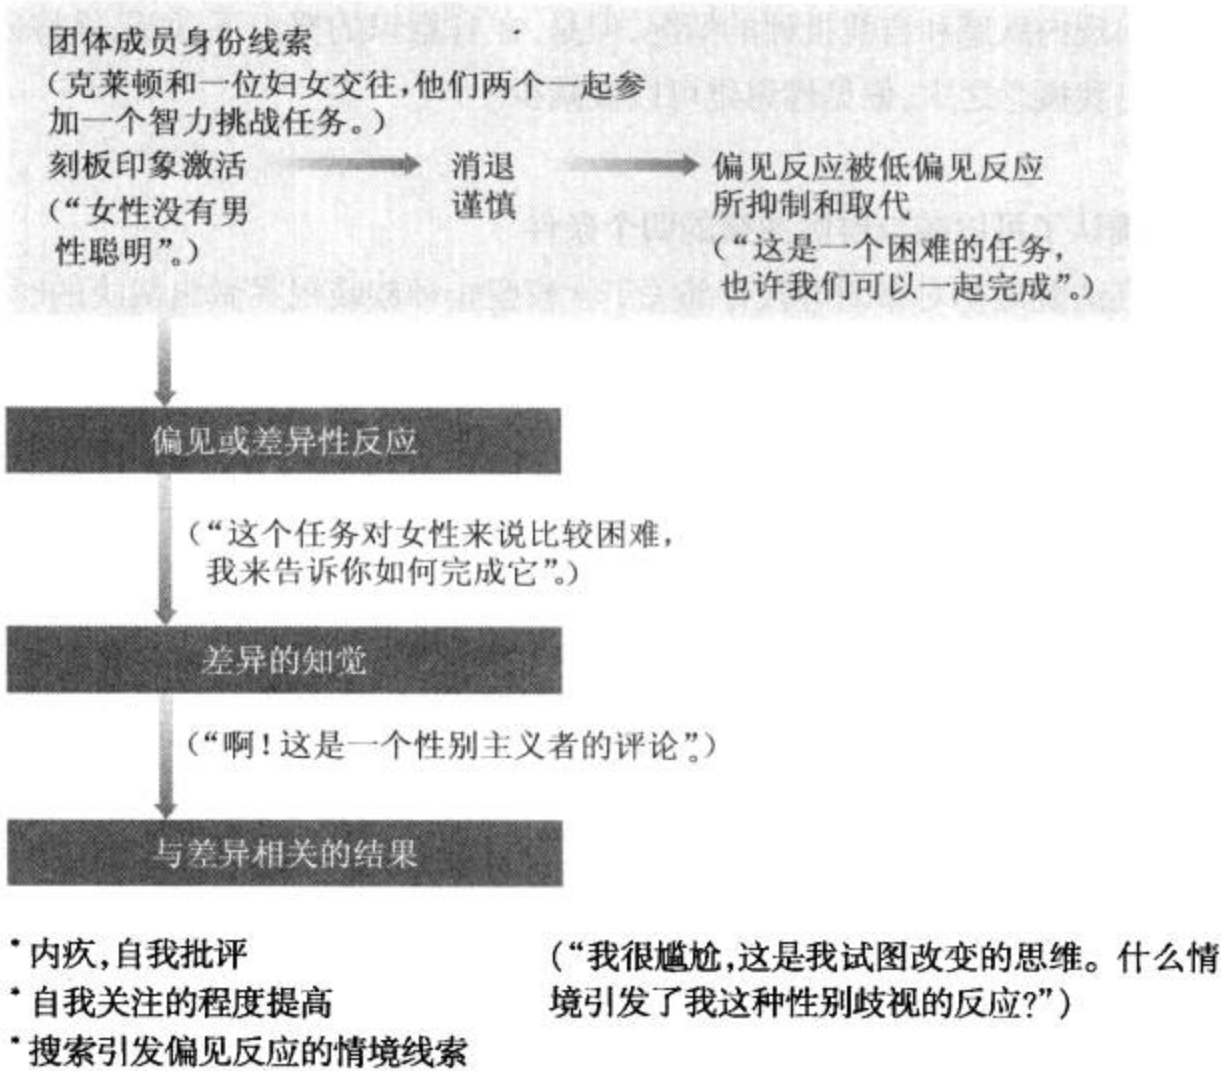 团体成员身份线索
（克莱顿和一位妇女交往，他们两个一起参
加一个智力挑战任务。）
刻板印象激活
（“女性没有男
性聪明”。）
消退
谨慎
偏见反应被低偏见反应
所抑制和取代
（“这是一个困难的任务，
也许我们可以一起完成”。）
偏见或差异性反应
（“这个任务对女性来说比较困难，
我来告诉你如何完成它”。）
差异的知觉
（“啊！这是一个性别主义者的评论”。）
与差异相关的结果
*内疚，自我批评
*自我关注的程度提高
*搜索引发偏见反应的情境线索
（“我很尴尬，这是我试图改变的思维。什么情
境引发了我这种性别歧视的反应?”）